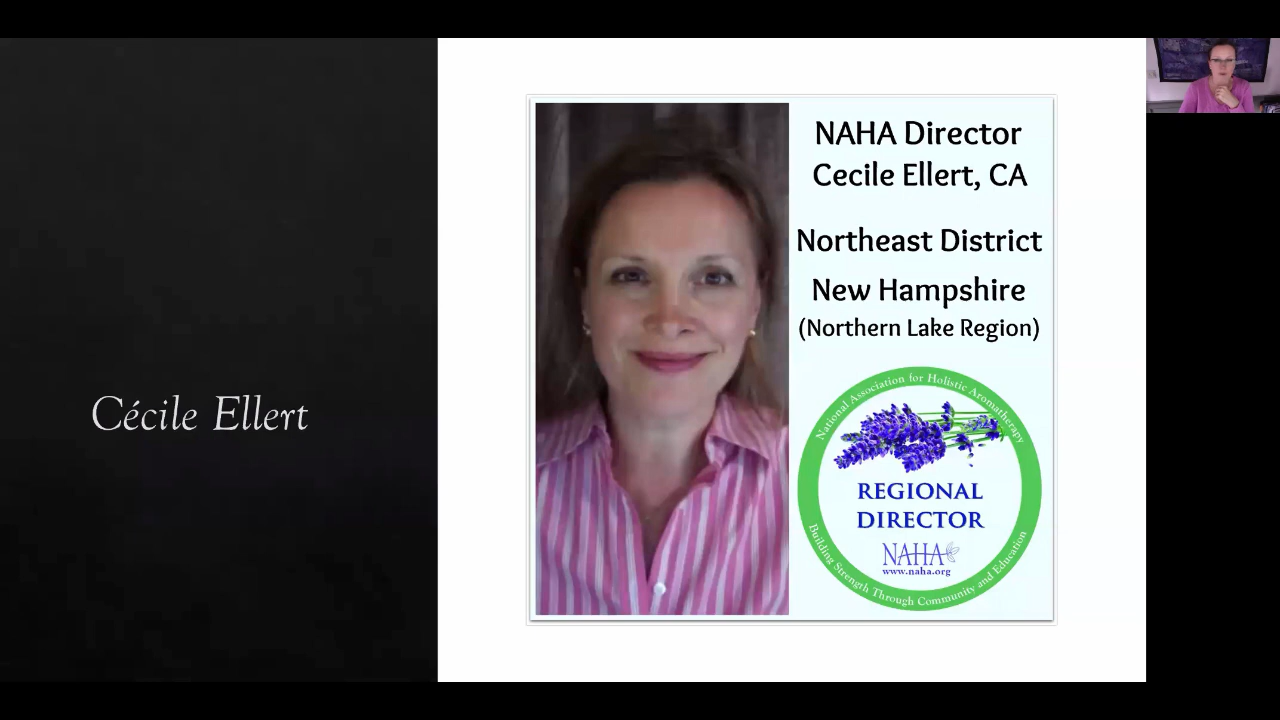 Cécile Ellert
NAHA Director
Cecile Ellert, CA
Northeast District
New Hampshire
(Northern Lake Region)
National Association for Holistic Aromatherapy
REGIONAL
DIRECTOR
NAHA
www.naha.org
Building Strength Through Community and Education